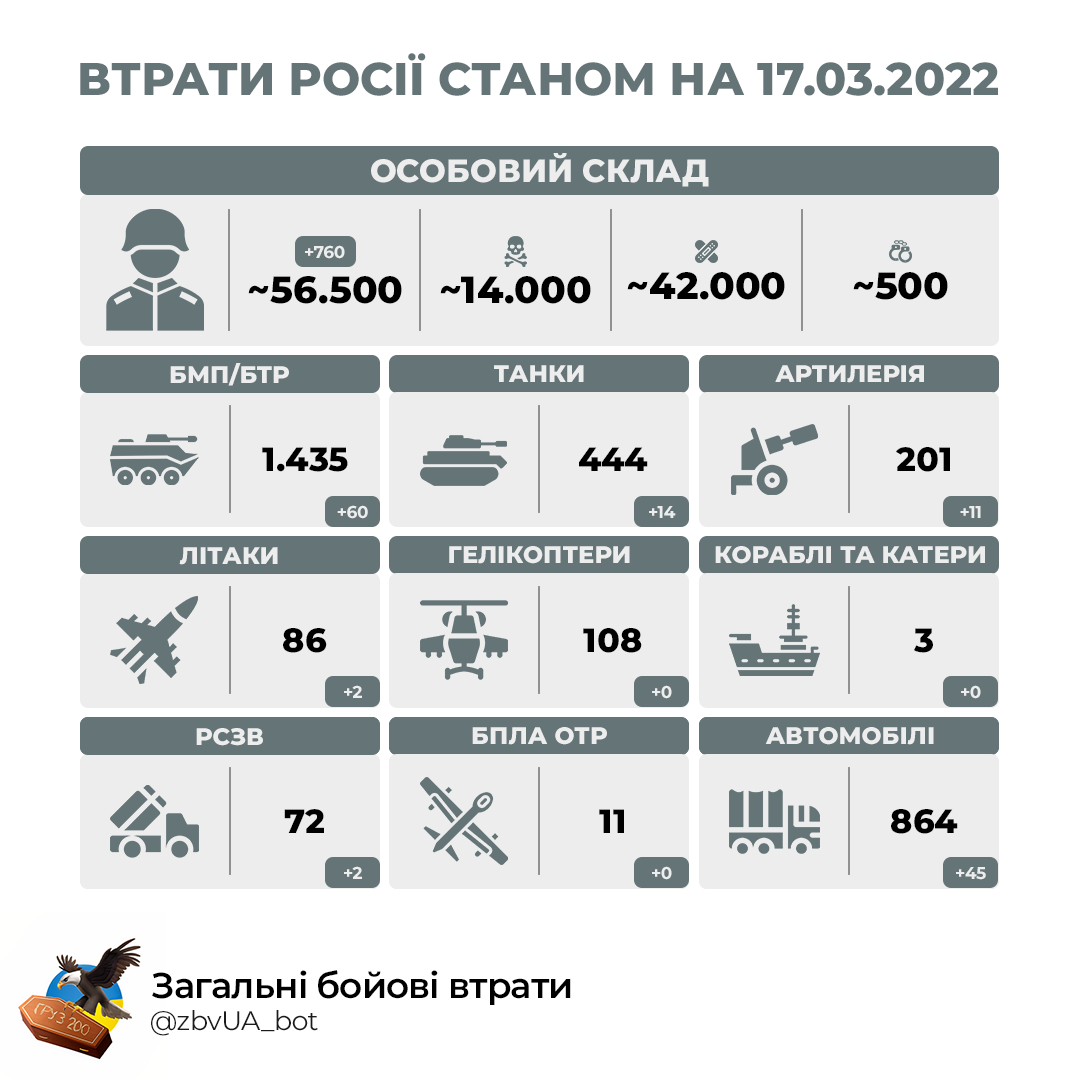 ВТРАТИ РОСІЇ СТАНОМ НА 17.03.2022
ОСОБОВИЙ СКЛАД
+760
~56.500
~14.000
~42.000
~500
БМП/БТР
1.435
+60
ТАНКИ
444
+14
АРТИЛЕРІЯ
201
+11
ЛІТАКИ
86
+2
ГЕЛІКОПТЕРИ
108
+0
КОРАБЛІ ТА КАТЕРИ
3
+0
РСЗВ
72
+2
БПЛА ОТР
11
+0
АВТОМОБІЛІ
864
+45
ГРУЗ 200
Загальні бойові втрати
@zbvUA_bot